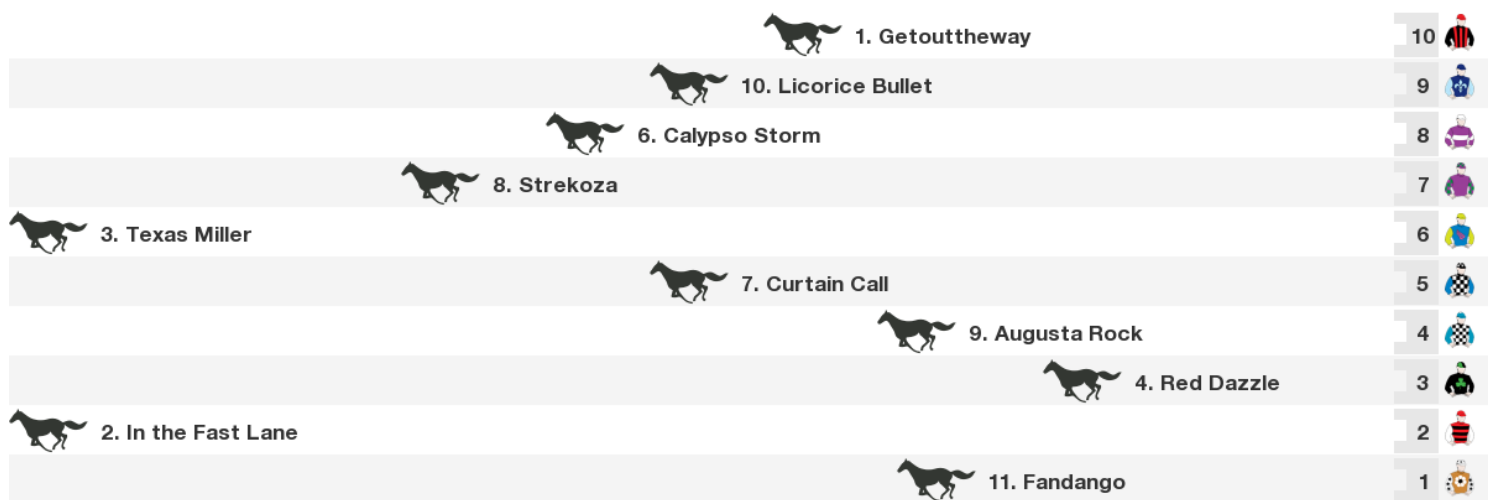 1. Getouttheway 10
10. Licorice Bullet 9
6. Calypso Storm 8
8. Strekoza 7
3. Texas Miller 6
7. Curtain Call 5
9. Augusta Rock 4
4. Red Dazzle 3
2. In the Fast Lane 2
11. Fandango 1